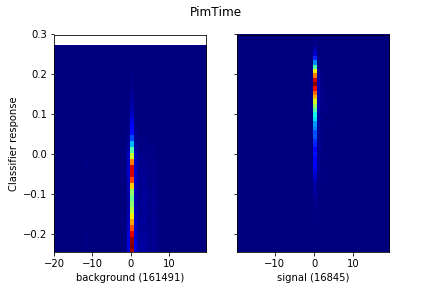 PimTime
Classifier response
0.3
0.2
0.1
0.0
−0.1
−0.2
−20 −10 0 10
−10 0 10
background (161491)
signal (16845)